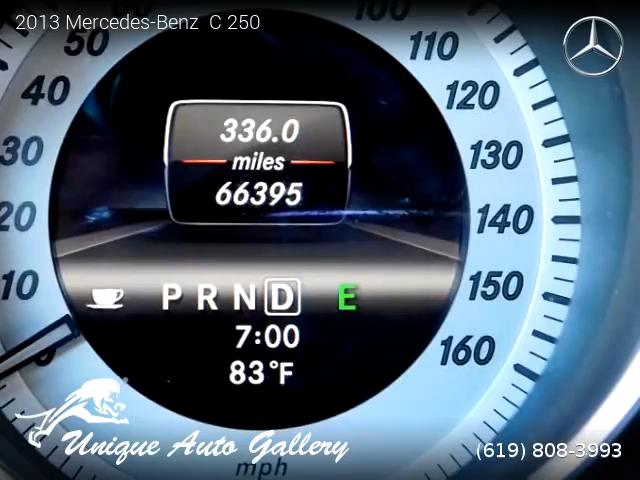 2013 Mercedes-Benz C 250
100
50
110
40
120
336.0
30
130
miles
66395
20
140
10
150
P R N D E
7:00
160
83°F
Unique Auto Gallery
(619) 808-3993
mph